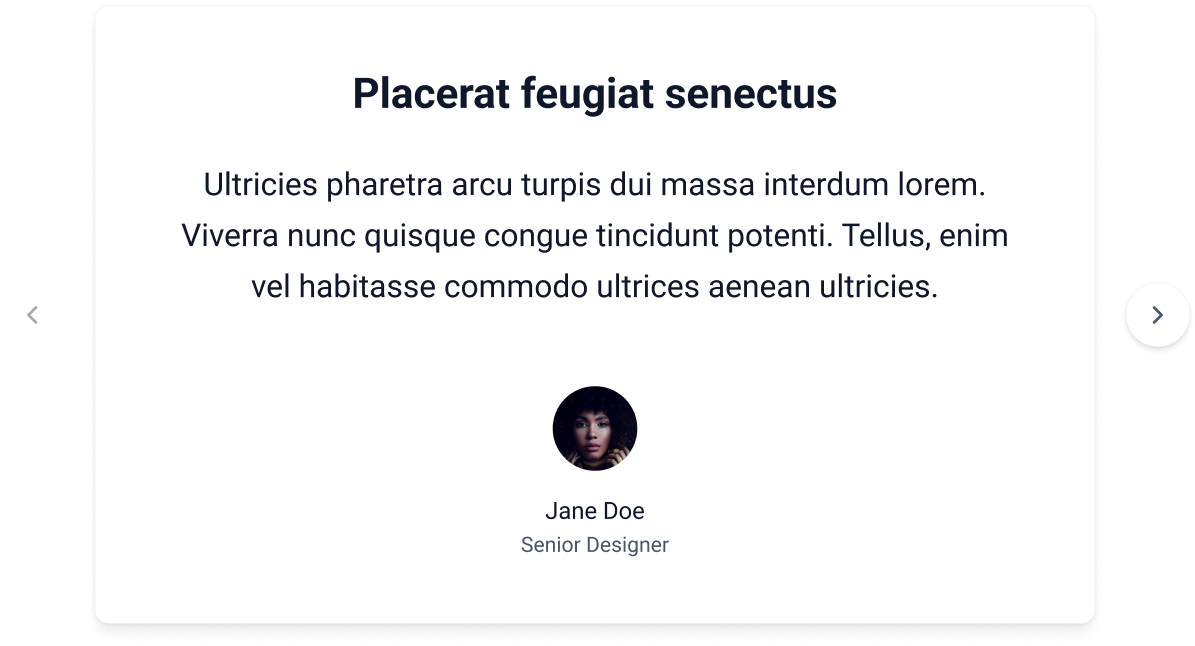 Placerat feugiat senectus
Ultricies pharetra arcu turpis dui massa interdum lorem.
Viverra nunc quisque congue tincidunt potenti. Tellus, enim
vel habitasse commodo ultrices aenean ultricies.
Jane Doe
Senior Designer